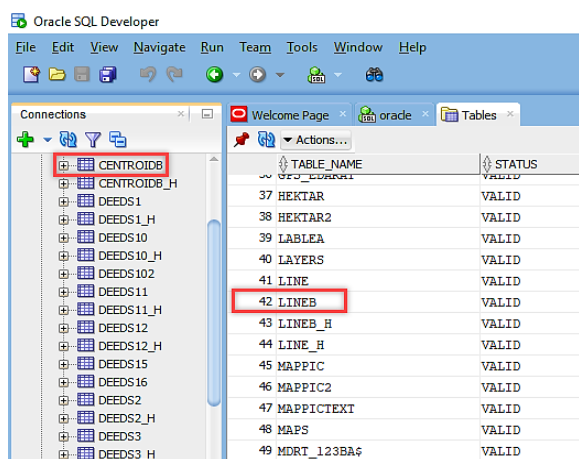 Oracle SQL Developer
File Edit View Navigate Run Team Tools Window Help
Connections
Welcome Page
oracle
Tables
Actions...
CENTROIDB
CENTROIDB_H
DEEDS1
DEEDS1_H
DEEDS10
DEEDS10_H
DEEDS102
DEEDS11
DEEDS11_H
DEEDS12
DEEDS12_H
DEEDS15
DEEDS16
DEEDS2
DEEDS2_H
DEEDS3
DEEDS3_H
TABLE_NAME STATUS
36 GPS_EDARAT VALID
37 HEKTAR VALID
38 HEKTAR2 VALID
39 LABLEA VALID
40 LAYERS VALID
41 LINE VALID
42 LINEB VALID
43 LINEB_H VALID
44 LINE_H VALID
45 MAPPIC VALID
46 MAPPIC2 VALID
47 MAPPICTEXT VALID
48 MAPS VALID
49 MDRT_123BA$ VALID